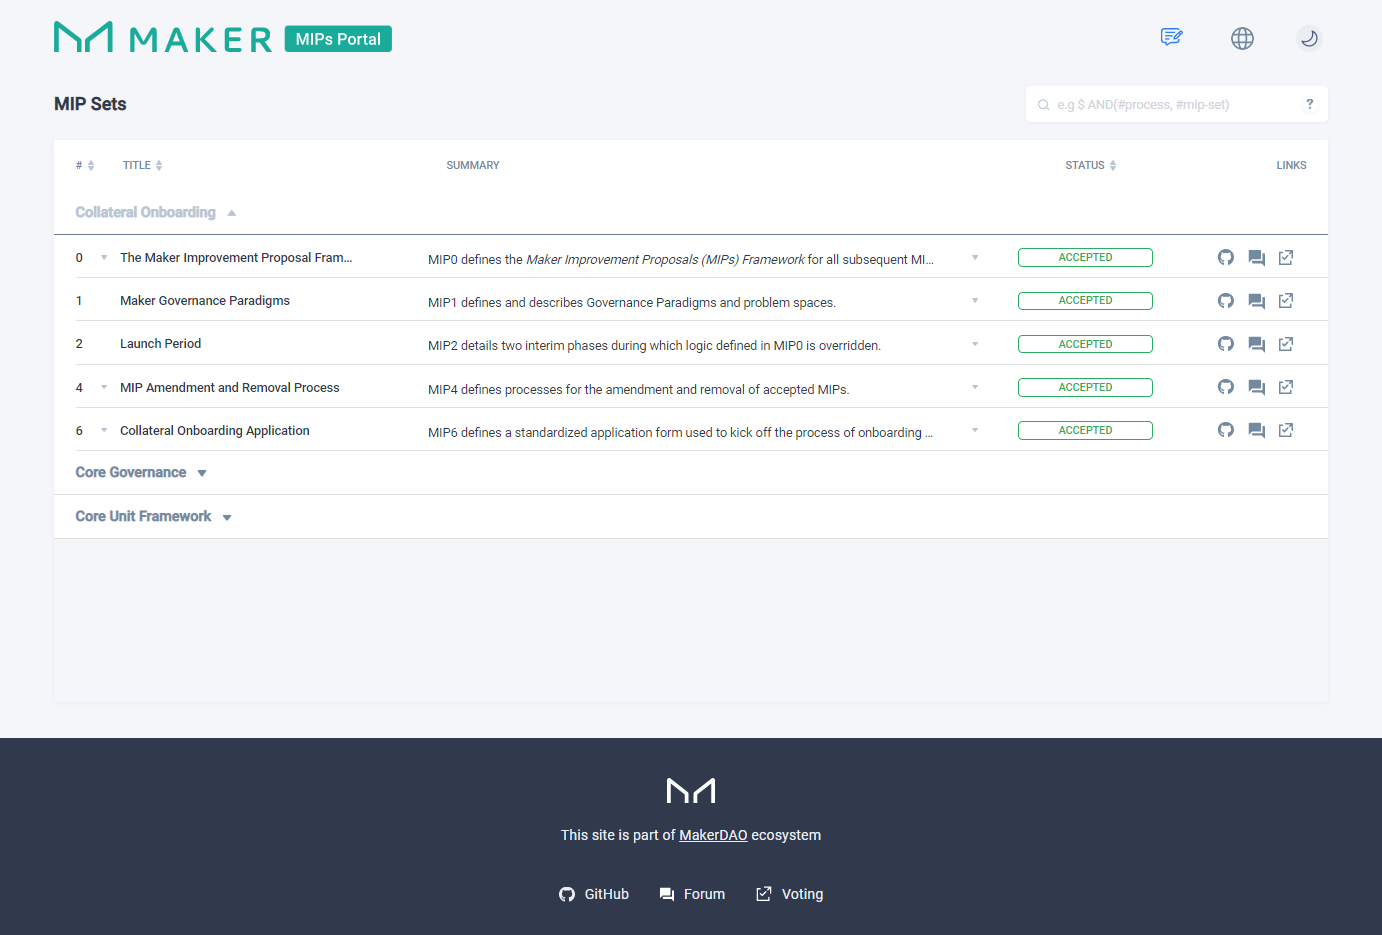 MAKER MIPs Portal
MIP Sets
e.g $ AND(#process, #mip-set) ?
# TITLE SUMMARY STATUS LINKS
Collateral Onboarding
0 The Maker Improvement Proposal Fram... MIP0 defines the Maker Improvement Proposals (MIPs) Framework for all subsequent MI... ACCEPTED
1 Maker Governance Paradigms MIP1 defines and describes Governance Paradigms and problem spaces. ACCEPTED
2 Launch Period MIP2 details two interim phases during which logic defined in MIP0 is overridden. ACCEPTED
4 MIP Amendment and Removal Process MIP4 defines processes for the amendment and removal of accepted MIPs. ACCEPTED
6 Collateral Onboarding Application MIP6 defines a standardized application form used to kick off the process of onboarding ... ACCEPTED
Core Governance
Core Unit Framework
This site is part of MakerDAO ecosystem
GitHub Forum Voting